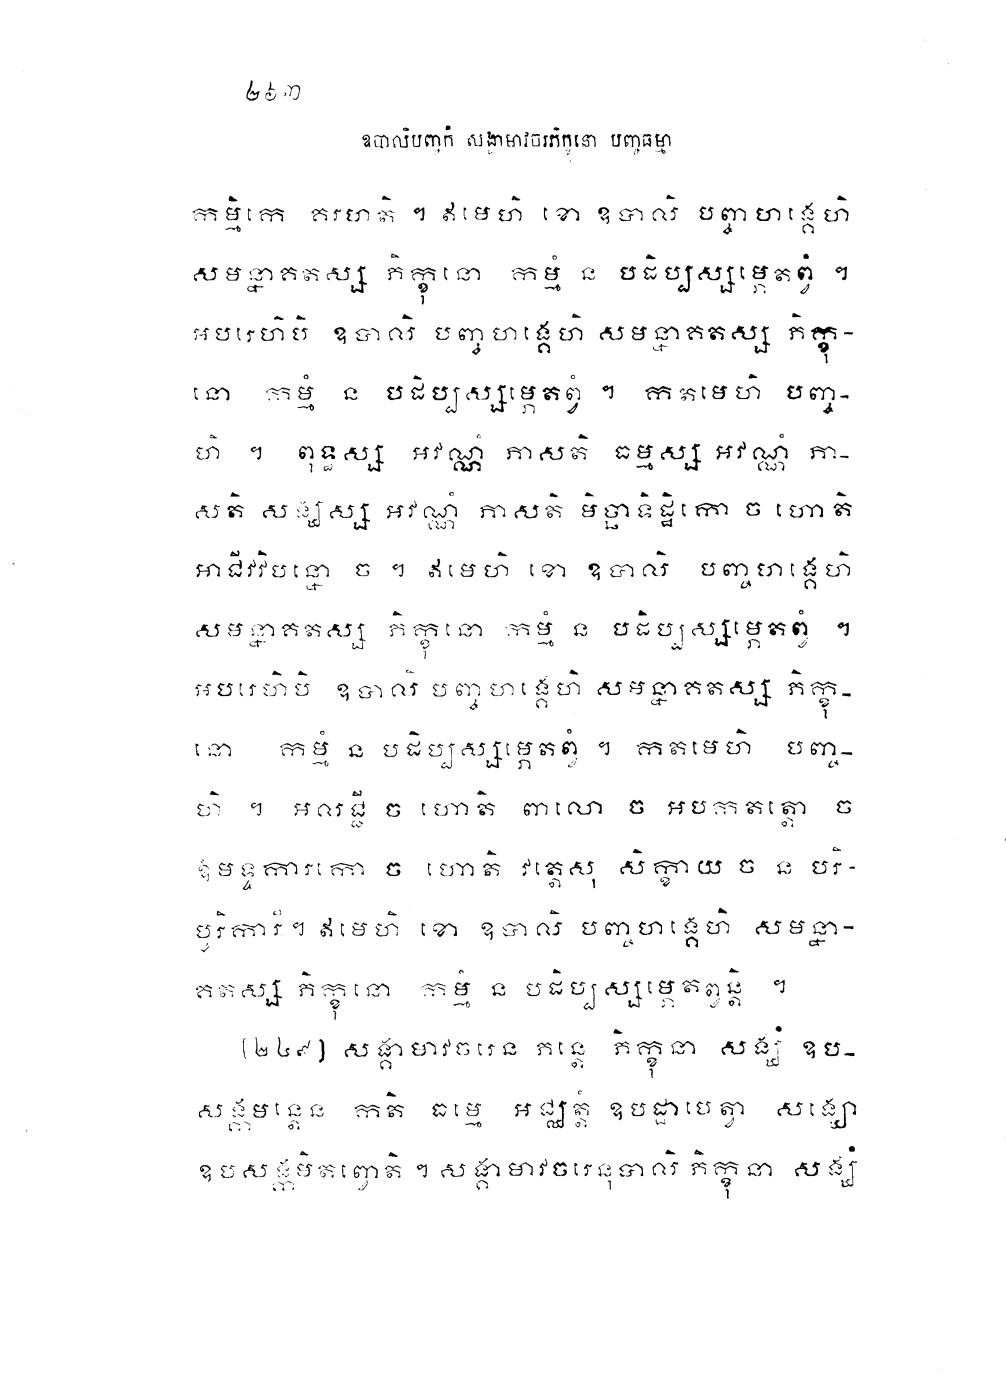 ២៦៣
ឧបាលិបញ្ចកំ សង្គាមាវចរភិក្ខុនោ បញ្ចធម្មា
កម្មិកេ គរហតិ ។ ឥមេហិ ខោ ឧបាលិ បញ្ចហង្គេហិ
សមន្នាគតស្ស ភិក្ខុនោ កម្មំ ន បដិប្បស្សម្ភេតព្វំ ។
អបរេហិបិ ឧបាលិ បញ្ចហង្គេហិ សមន្នាគតស្ស ភិក្ខុ-
នោ កម្មំ ន បដិប្បស្សម្ភេតព្វំ ។ កតមេហិ បញ្ច-
ហិ ។ ពុទ្ធស្ស អវណ្ណំ ភាសតិ ធម្មស្ស អវណ្ណំ ភា-
សតិ សង្ឃស្ស អវណ្ណំ ភាសតិ មិច្ឆាទិដ្ឋិកោ ច ហោតិ
អាជីវវិបន្នោ ច ។ ឥមេហិ ខោ ឧបាលិ បញ្ចហង្គេហិ
សមន្នាគតស្ស ភិក្ខុនោ កម្មំ ន បដិប្បស្សម្ភេតព្វំ ។
អបរេហិបិ ឧបាលិ បញ្ចហង្គេហិ សមន្នាគតស្ស ភិក្ខុ-
នោ កម្មំ ន បដិប្បស្សម្ភេតព្វំ ។ កតមេហិ បញ្ច-
ហិ ។ អលជ្ជី ច ហោតិ ពាលោ ច អបកតត្តោ ច
ឱមទ្ទការកោ ច ហោតិ វត្តេសុ សិក្ខាយ ច ន បរិ-
បូរិការី។ ឥមេហិ ខោ ឧបាលិ បញ្ចហង្គេហិ សមន្នា-
គតស្ស ភិក្ខុនោ កម្មំ ន បដិប្បស្សម្ភេតព្វន្តិ ។
(២៤៩) សង្គាមាវចរេន ភន្តេ ភិក្ខុនា សង្ឃំ ឧប-
សង្កមន្តេន កតិ ធម្មេ អជ្ឈត្តំ ឧបដ្ឋាបេត្វា សង្ឃោ
ឧបសង្កមិតព្វោតិ ។ សង្គាមាវចរេនុបាលិ ភិក្ខុនា សង្ឃំ